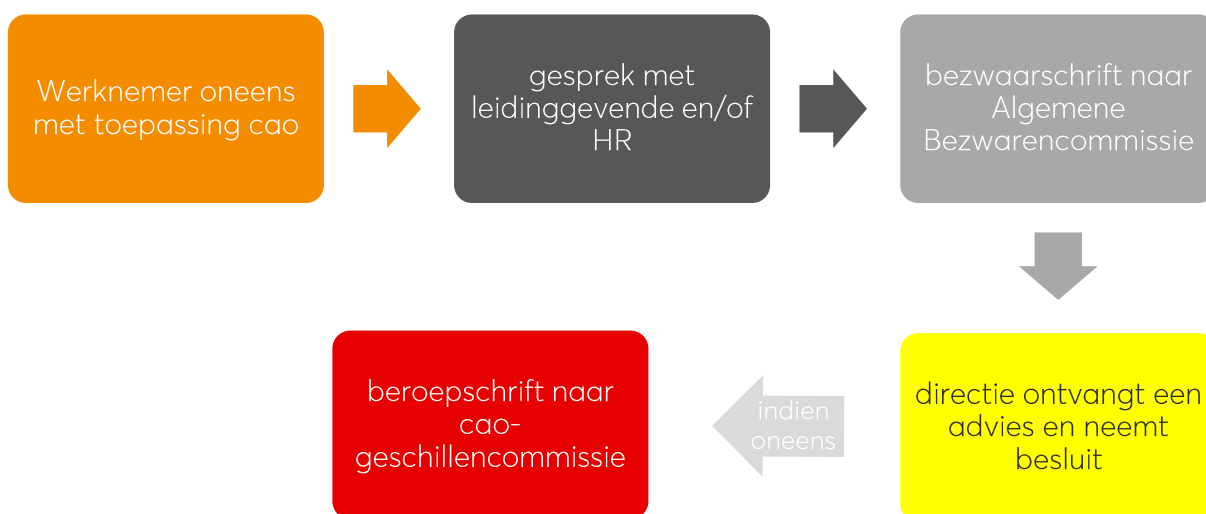 Werknemer oneens
met toepassing cao
gesprek met
leidinggevende en/of
HR
bezwaarschrift naar
Algemene
Bezwarencommissie
directie ontvangt een
advies en neemt
besluit
indien
oneens
beroepschrift naar
cao-
geschillencommissie